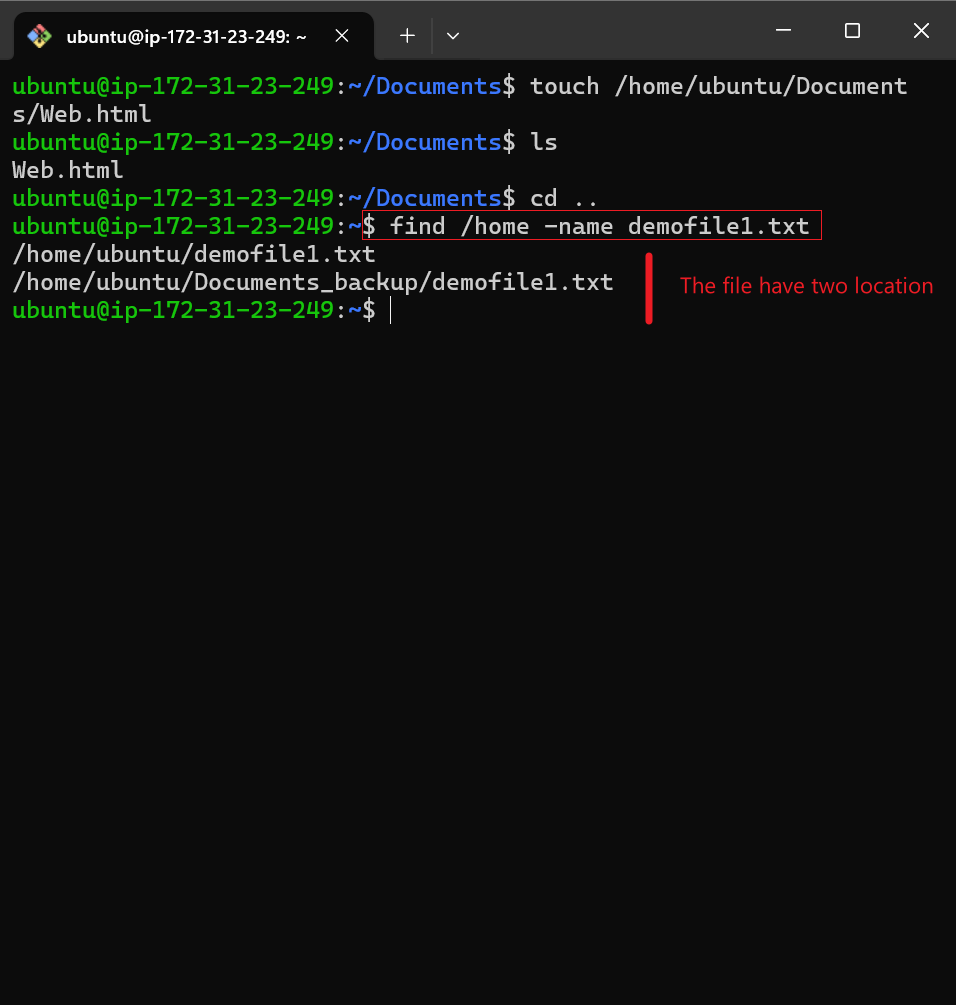 ubuntu@ip-172-31-23-249: ~
ubuntu@ip-172-31-23-249:~/Documents$ touch /home/ubuntu/Document
s/Web.html
ubuntu@ip-172-31-23-249:~/Documents$ ls
Web.html
ubuntu@ip-172-31-23-249:~/Documents$ cd ..
ubuntu@ip-172-31-23-249:~$ find /home -name demofile1.txt
/home/ubuntu/demofile1.txt
/home/ubuntu/Documents_backup/demofile1.txt
The file have two location
ubuntu@ip-172-31-23-249:~$